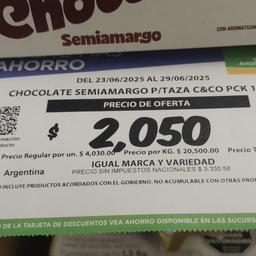 Semiamargo
CON AROMATIZA
AHORRO
DEL 23/06/2025 AL 29/06/2025
CHOCOLATE SEMIAMARGO P/TAZA C&CO PCK 1
PRECIO DE OFERTA
$ 2,050
Precio Regular por un. $ 4,030.00 Precio por KG. $ 20,500.00 Precio T
IGUAL MARCA Y VARIEDAD
Argentina PRECIO SIN IMPUESTOS NACIONALES $ 3.330.58
INCLUYE PRODUCTOS ACORDADOS CON EL GOBIERNO. NO ACUMULABLE CON OTRAS PRO
O DE LA TARJETA DE DESCUENTOS VEA AHORRO DISPONIBLE EN LAS SUCURS